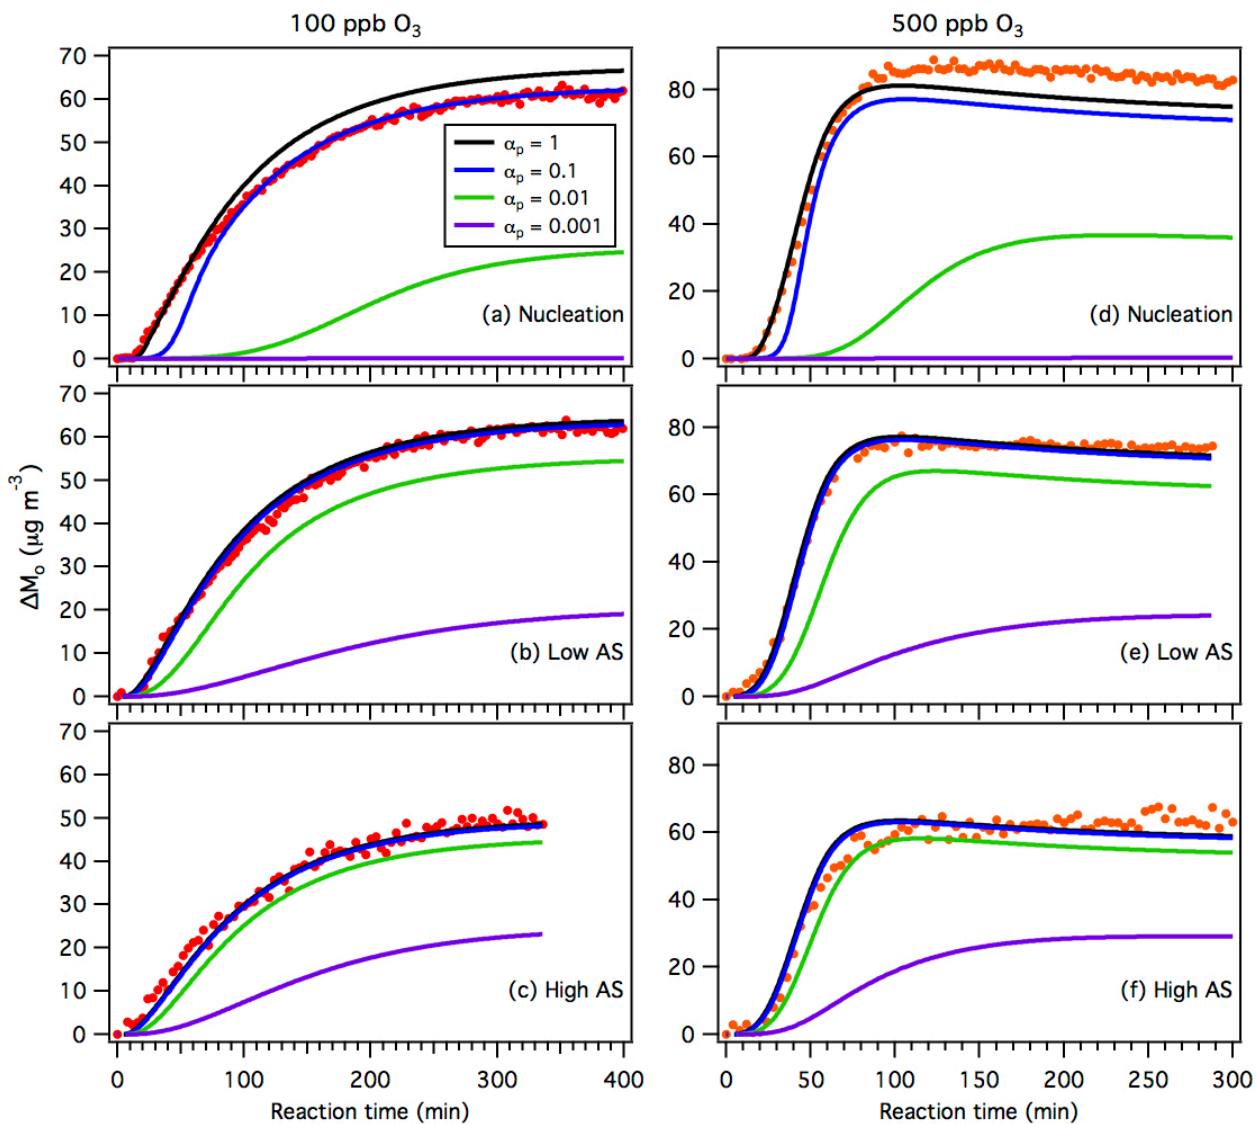 100 ppb O₃
500 ppb O₃
ΔMₒ (µg m⁻³)
70
60
50
40
30
20
10
0
αₚ = 1
αₚ = 0.1
αₚ = 0.01
αₚ = 0.001
(a) Nucleation
80
60
40
20
0
(d) Nucleation
70
60
50
40
30
20
10
0
(b) Low AS
80
60
40
20
0
(e) Low AS
70
60
50
40
30
20
10
0
(c) High AS
0 100 200 300 400
Reaction time (min)
80
60
40
20
0
(f) High AS
0 50 100 150 200 250 300
Reaction time (min)